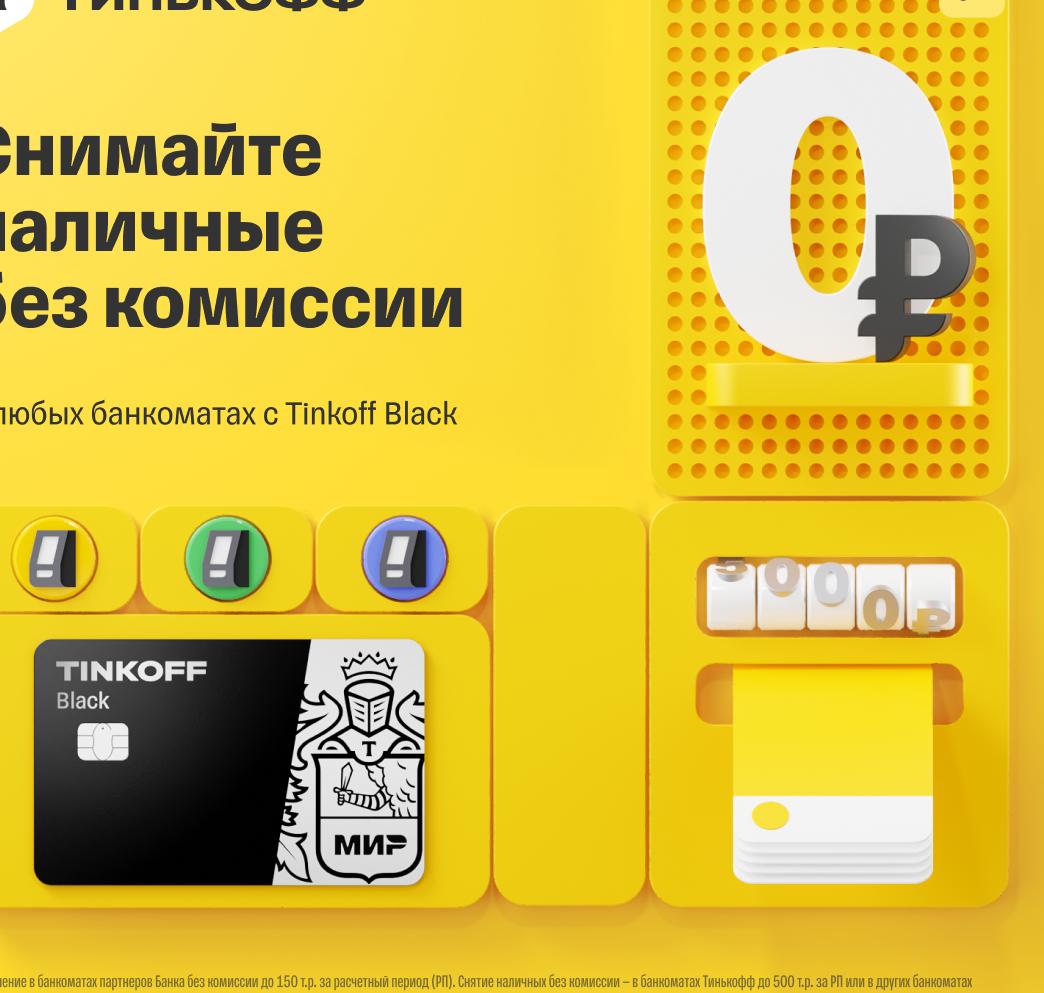 ТИНЬКОФФ
Снимайте
наличные
без комиссии
любых банкоматах с Tinkoff Black
0₽
5000₽
TINKOFF
Black
T
МИР
ение в банкоматах партнеров Банка без комиссии до 150 т.р. за расчетный период (РП). Снятие наличных без комиссии – в банкоматах Тинькофф до 500 т.р. за РП или в других банкоматах